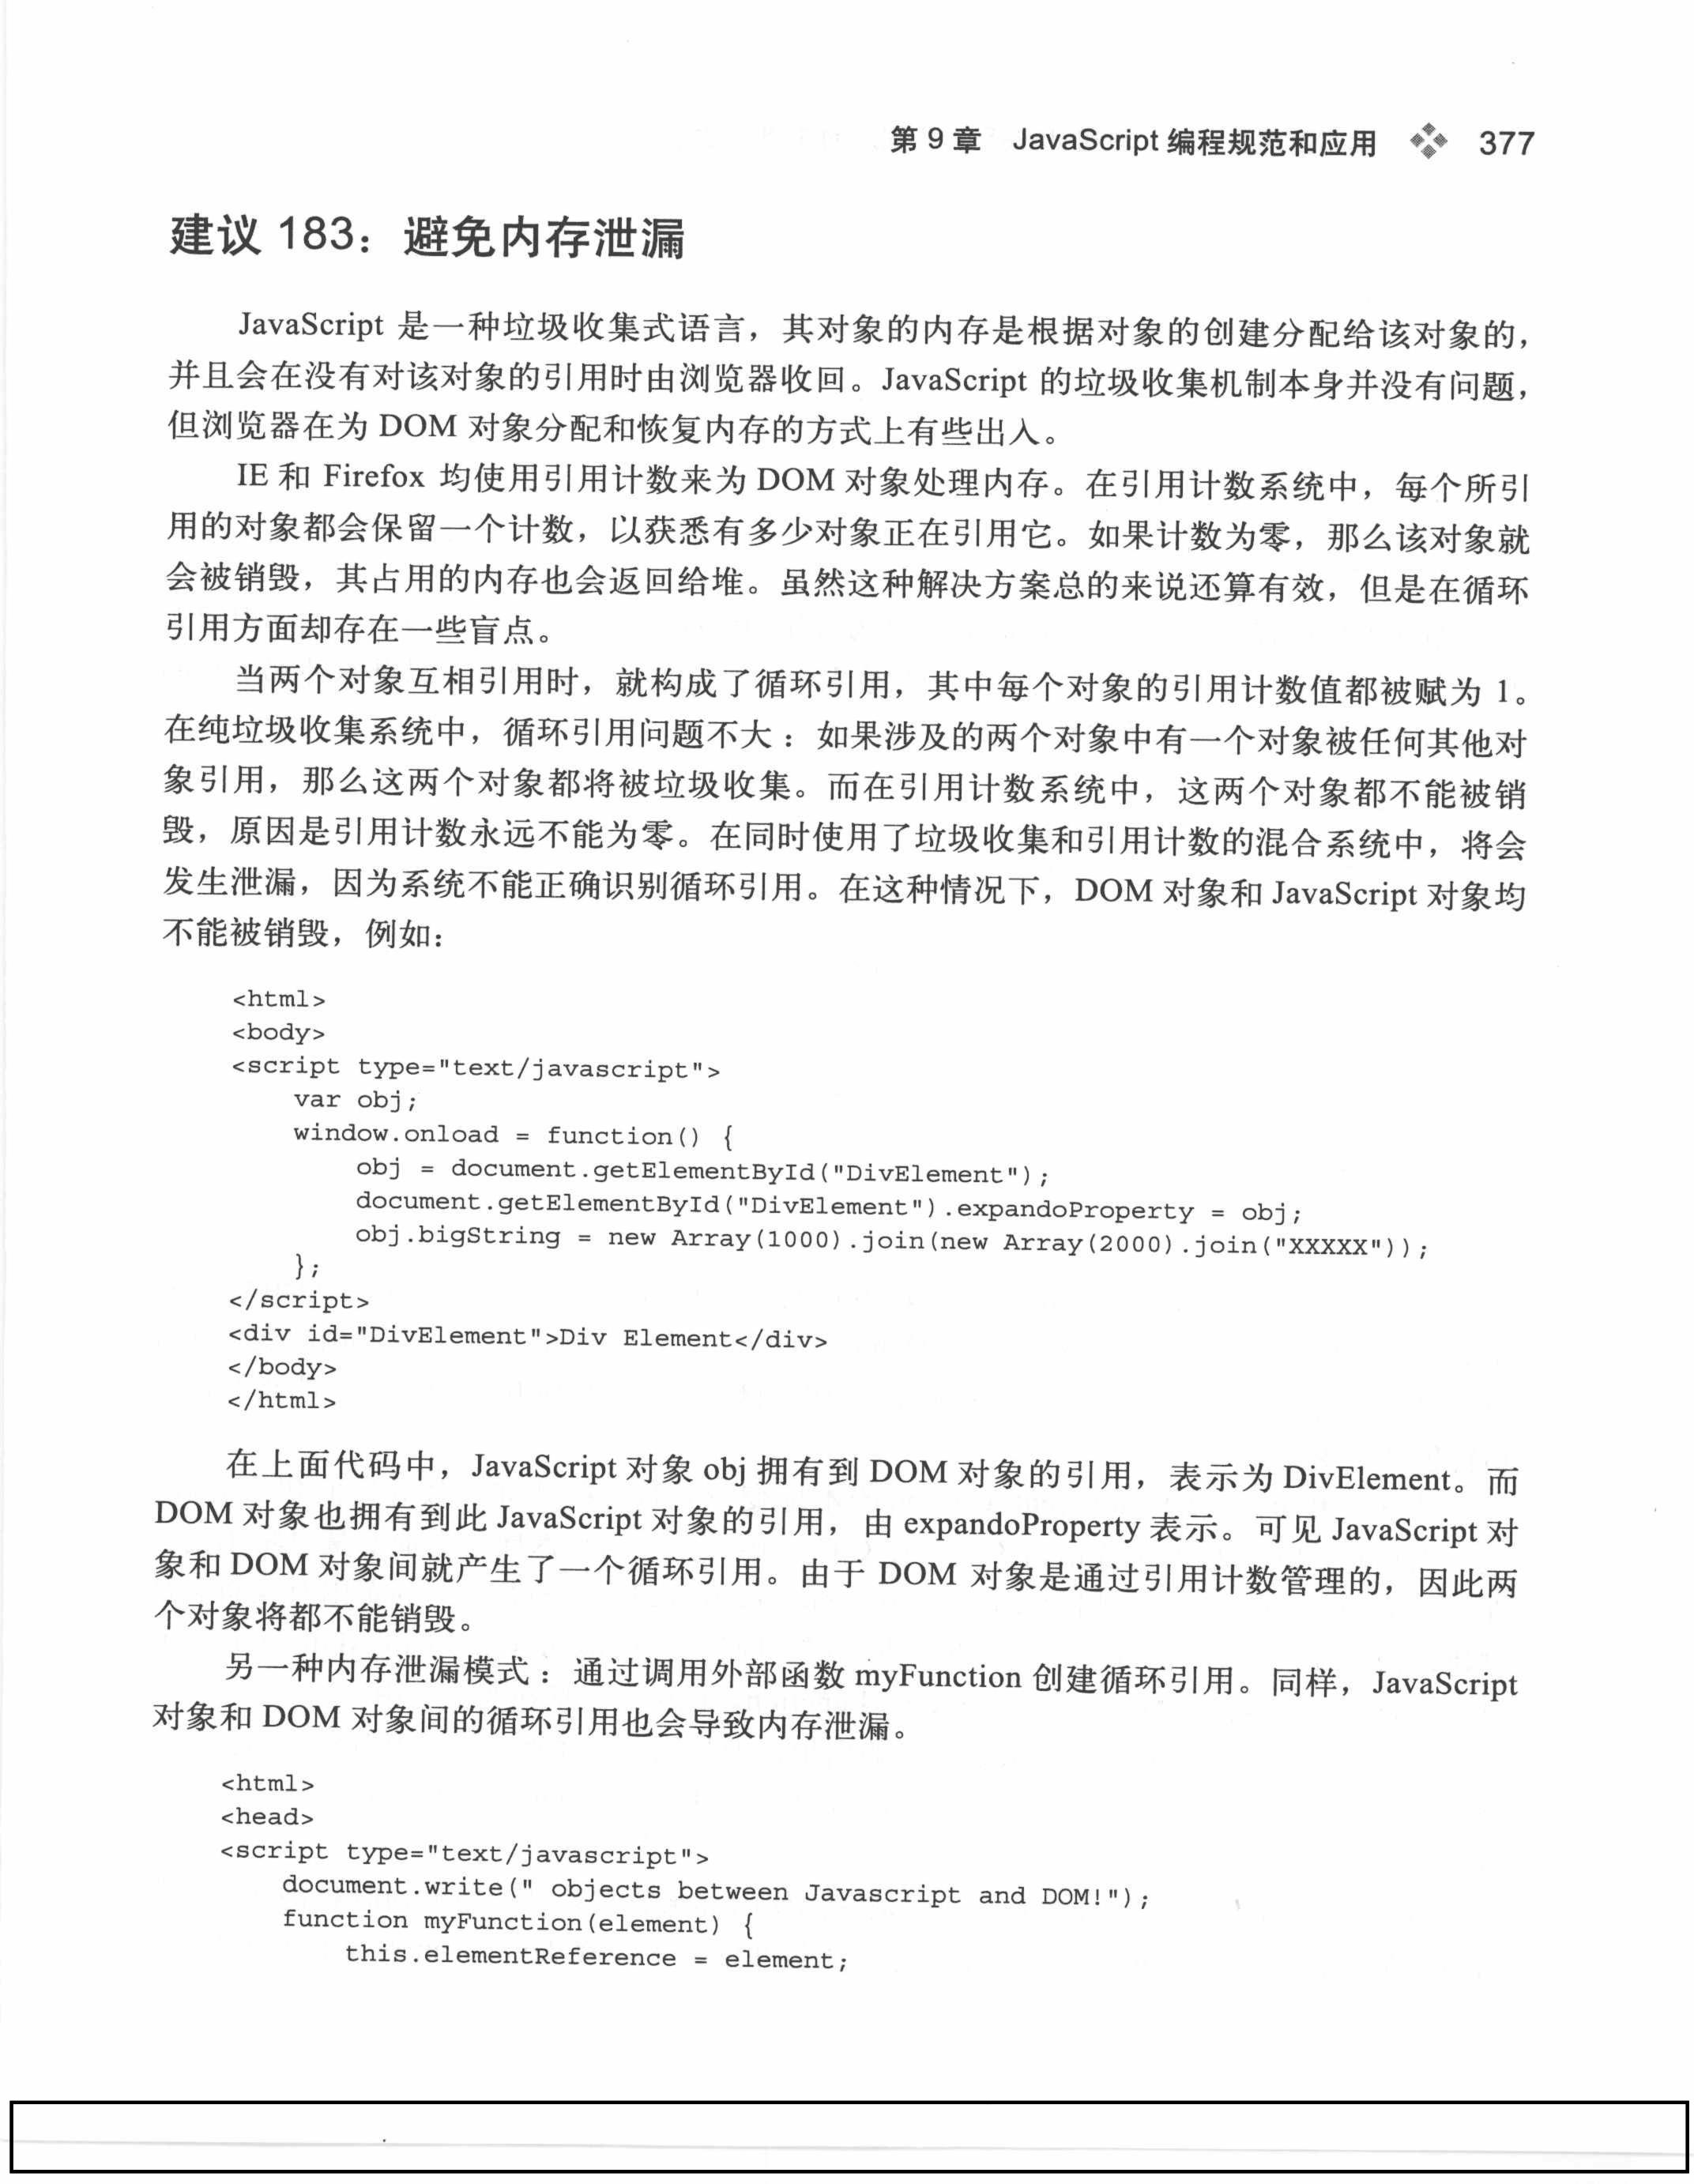 第 9 章 JavaScript 编程规范和应用 377
建议 183：避免内存泄漏
JavaScript 是一种垃圾收集式语言，其对象的内存是根据对象的创建分配给该对象的，
并且会在没有对该对象的引用时由浏览器收回。JavaScript 的垃圾收集机制本身并没有问题，
但浏览器在为 DOM 对象分配和恢复内存的方式上有些出入。
IE 和 Firefox 均使用引用计数来为 DOM 对象处理内存。在引用计数系统中，每个所引
用的对象都会保留一个计数，以获悉有多少对象正在引用它。如果计数为零，那么该对象就
会被销毁，其占用的内存也会返回给堆。虽然这种解决方案总的来说还算有效，但是在循环
引用方面却存在一些盲点。
当两个对象互相引用时，就构成了循环引用，其中每个对象的引用计数值都被赋为 1。
在纯垃圾收集系统中，循环引用问题不大：如果涉及的两个对象中有一个对象被任何其他对
象引用，那么这两个对象都将被垃圾收集。而在引用计数系统中，这两个对象都不能被销
毁，原因是引用计数永远不能为零。在同时使用了垃圾收集和引用计数的混合系统中，将会
发生泄漏，因为系统不能正确识别循环引用。在这种情况下，DOM 对象和 JavaScript 对象均
不能被销毁，例如：
<html>
<body>
<script type="text/javascript">
    var obj;
    window.onload = function() {
        obj = document.getElementById("DivElement");
        document.getElementById("DivElement").expandoProperty = obj;
        obj.bigString = new Array(1000).join(new Array(2000).join("XXXXX"));
    };
</script>
<div id="DivElement">Div Element</div>
</body>
</html>
在上面代码中，JavaScript 对象 obj 拥有到 DOM 对象的引用，表示为 DivElement。而
DOM 对象也拥有到此 JavaScript 对象的引用，由 expandoProperty 表示。可见 JavaScript 对
象和 DOM 对象间就产生了一个循环引用。由于 DOM 对象是通过引用计数管理的，因此两
个对象将都不能销毁。
另一种内存泄漏模式：通过调用外部函数 myFunction 创建循环引用。同样，JavaScript
对象和 DOM 对象间的循环引用也会导致内存泄漏。
<html>
<head>
<script type="text/javascript">
    document.write(" objects between Javascript and DOM!");
    function myFunction(element) {
        this.elementReference = element;